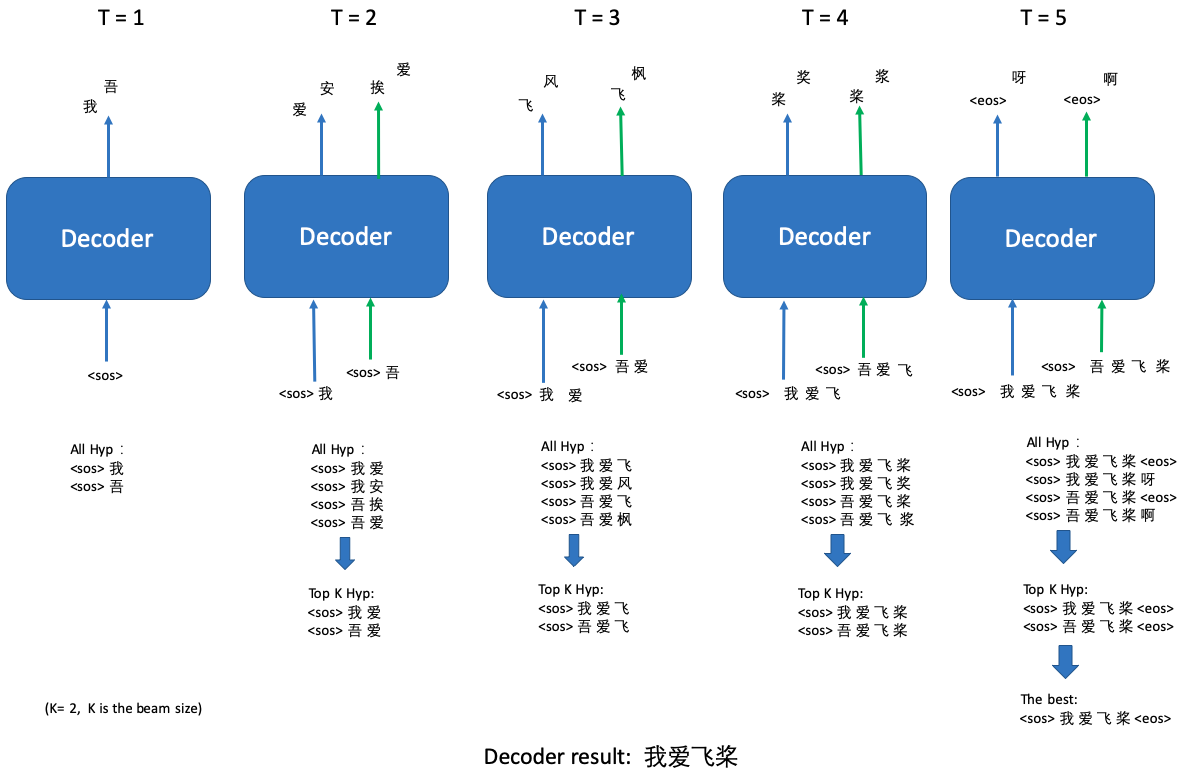 T = 1
T = 2
T = 3
T = 4
T = 5
吾
我
安
爱
爱
挨
风
飞
枫
飞
奖
桨
浆
桨
呀
<eos>
啊
<eos>
Decoder
Decoder
Decoder
Decoder
Decoder
<sos>
<sos> 我
<sos> 吾
<sos> 我 爱
<sos> 吾 爱
<sos> 我 爱 飞
<sos> 吾 爱 飞
<sos> 我 爱 飞 桨
<sos> 吾 爱 飞 桨
All Hyp :
<sos> 我
<sos> 吾
All Hyp :
<sos> 我 爱
<sos> 我 安
<sos> 吾 挨
<sos> 吾 爱
Top K Hyp:
<sos> 我 爱
<sos> 吾 爱
All Hyp :
<sos> 我 爱 飞
<sos> 我 爱 风
<sos> 吾 爱 飞
<sos> 吾 爱 枫
Top K Hyp:
<sos> 我 爱 飞
<sos> 吾 爱 飞
All Hyp :
<sos> 我 爱 飞 桨
<sos> 我 爱 飞 奖
<sos> 吾 爱 飞 桨
<sos> 吾 爱 飞 浆
Top K Hyp:
<sos> 我 爱 飞 桨
<sos> 吾 爱 飞 桨
All Hyp :
<sos> 我 爱 飞 桨 <eos>
<sos> 我 爱 飞 桨 呀
<sos> 吾 爱 飞 桨 <eos>
<sos> 吾 爱 飞 桨 啊
Top K Hyp:
<sos> 我 爱 飞 桨 <eos>
<sos> 吾 爱 飞 桨 <eos>
The best:
<sos> 我 爱 飞 桨 <eos>
(K= 2, K is the beam size)
Decoder result: 我爱飞桨